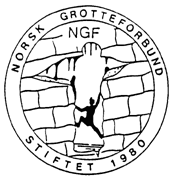 NORSK GROTTEFORBUND
NGF
STIFTET 1980